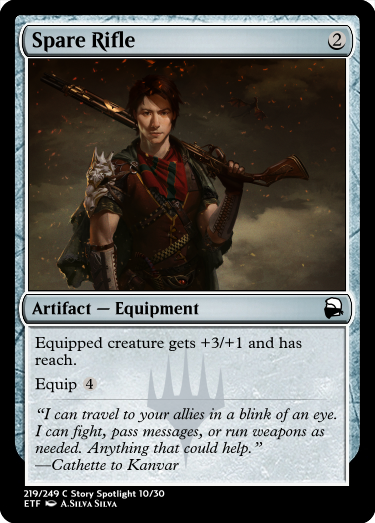 Spare Rifle 2
Artifact — Equipment
Equipped creature gets +3/+1 and has
reach.
Equip 4
“I can travel to your allies in a blink of an eye.
I can fight, pass messages, or run weapons as
needed. Anything that could help.”
—Cathette to Kanvar
219/249 C Story Spotlight 10/30
ETF A.Silva Silva